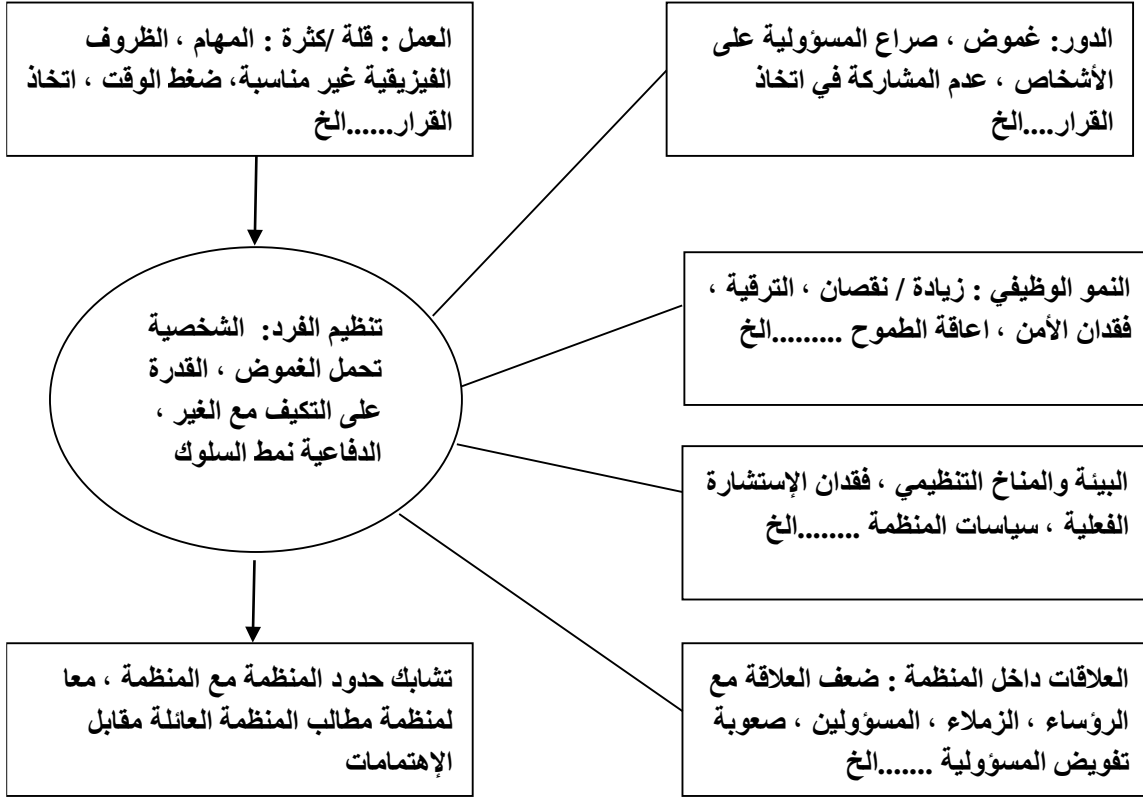 الدور: غموض ، صراع المسؤولية على
الأشخاص ، عدم المشاركة في اتخاذ
القرار....الخ
العمل : قلة /كثرة : المهام ، الظروف
الفيزيقية غير مناسبة، ضغط الوقت ، اتخاذ
القرار......الخ
النمو الوظيفي : زيادة / نقصان ، الترقية ،
فقدان الأمن ، اعاقة الطموح .........الخ
تنظيم الفرد: الشخصية
تحمل الغموض ، القدرة
على التكيف مع الغير ،
الدفاعية نمط السلوك
البيئة والمناخ التنظيمي ، فقدان الإستشارة
الفعلية ، سياسات المنظمة ........الخ
العلاقات داخل المنظمة : ضعف العلاقة مع
الرؤساء ، الزملاء ، المسؤولين ، صعوبة
تفويض المسؤولية .......الخ
تشابك حدود المنظمة مع المنظمة ، معا
لمنظمة مطالب المنظمة العائلة مقابل
الإهتمامات